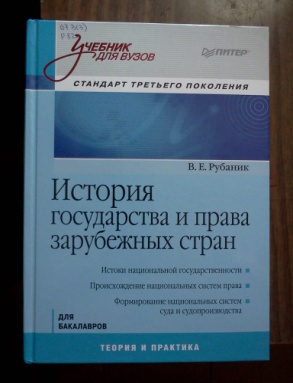 УЧЕБНИК
ДЛЯ ВУЗОВ
ПИТЕР
СТАНДАРТ ТРЕТЬЕГО ПОКОЛЕНИЯ
В. Е. Рубаник
История
государства и права
зарубежных стран
Истоки национальной государственности
Происхождение национальных систем права
Формирование национальных систем
суда и судопроизводства
ДЛЯ
БАКАЛАВРОВ
ТЕОРИЯ И ПРАКТИКА